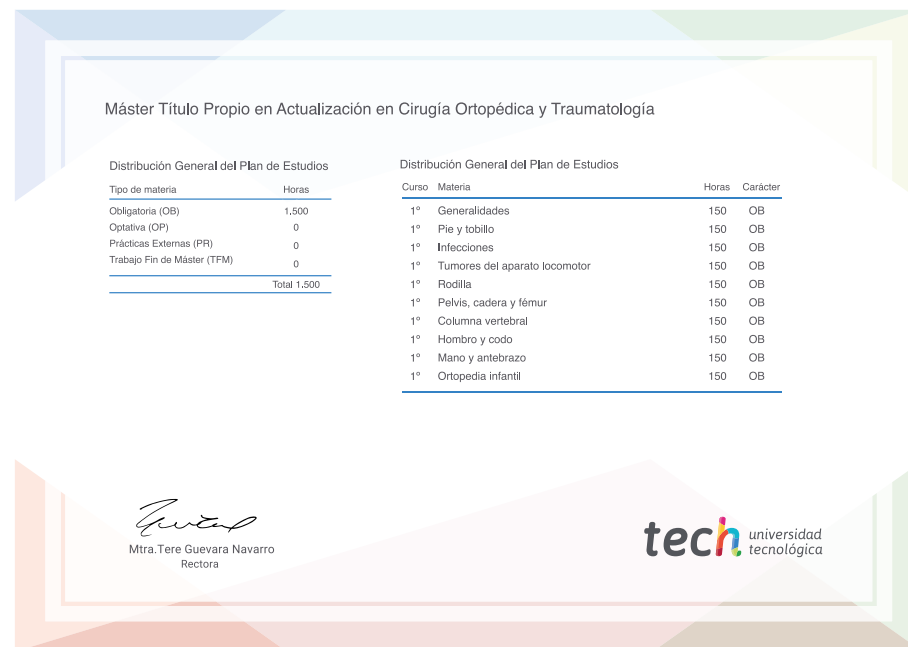 Máster Título Propio en Actualización en Cirugía Ortopédica y Traumatología
Distribución General del Plan de Estudios
Tipo de materia Horas
Obligatoria (OB) 1.500
Optativa (OP) 0
Prácticas Externas (PR) 0
Trabajo Fin de Máster (TFM) 0
Total 1.500
Distribución General del Plan de Estudios
Curso Materia Horas Carácter
1º Generalidades 150 OB
1º Pie y tobillo 150 OB
1º Infecciones 150 OB
1º Tumores del aparato locomotor 150 OB
1º Rodilla 150 OB
1º Pelvis, cadera y fémur 150 OB
1º Columna vertebral 150 OB
1º Hombro y codo 150 OB
1º Mano y antebrazo 150 OB
1º Ortopedia infantil 150 OB
Mtra.Tere Guevara Navarro
Rectora
tech universidad
tecnológica